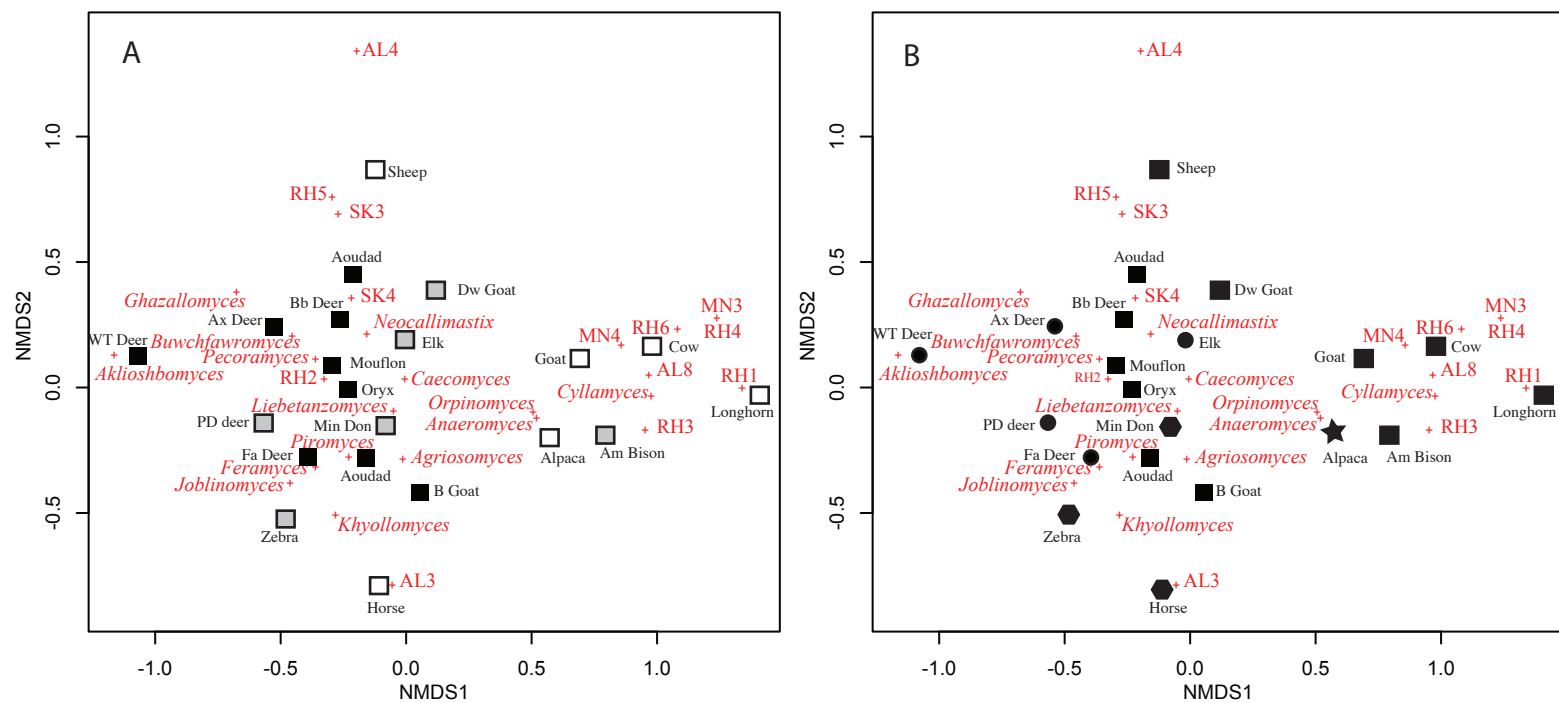 A
AL4
1.0
Sheep
RH5
SK3
0.5
Aoudad
Dw Goat
Ghazallomyces
Bb Deer
SK4
MN3
Ax Deer
Neocallimastix
RH6
RH4
WT Deer
Buwchfawromyces
Elk
MN4
Cow
Pecoramyces
Mouflon
Goat
AL8
Aklioshbomyces
RH2
Caecomyces
RH1
0.0
Oryx
Cyllamyces
Liebetanzomyces
Orpinomyces
Longhorn
PD deer
Min Don
Anaeromyces
RH3
Piromyces
Alpaca
Am Bison
Fa Deer
Agriosomyces
Feramyces
Aoudad
Joblinomyces
B Goat
-0.5
Khyollomyces
Zebra
AL3
Horse
NMDS2
-1.0 -0.5 0.0 0.5 1.0
NMDS1
B
AL4
1.0
Sheep
RH5
SK3
0.5
Aoudad
Dw Goat
Ghazallomyces
Bb Deer
SK4
MN3
Ax Deer
Neocallimastix
RH6
RH4
WT Deer
Buwchfawromyces
Elk
MN4
Cow
Pecoramyces
Mouflon
Goat
AL8
Aklioshbomyces
RH2
Caecomyces
RH1
0.0
Oryx
Cyllamyces
Liebetanzomyces
Orpinomyces
Longhorn
PD deer
Min Don
Anaeromyces
RH3
Piromyces
Alpaca
Am Bison
Fa Deer
Agriosomyces
Feramyces
Aoudad
Joblinomyces
B Goat
-0.5
Khyollomyces
Zebra
AL3
Horse
NMDS2
-1.0 -0.5 0.0 0.5 1.0
NMDS1